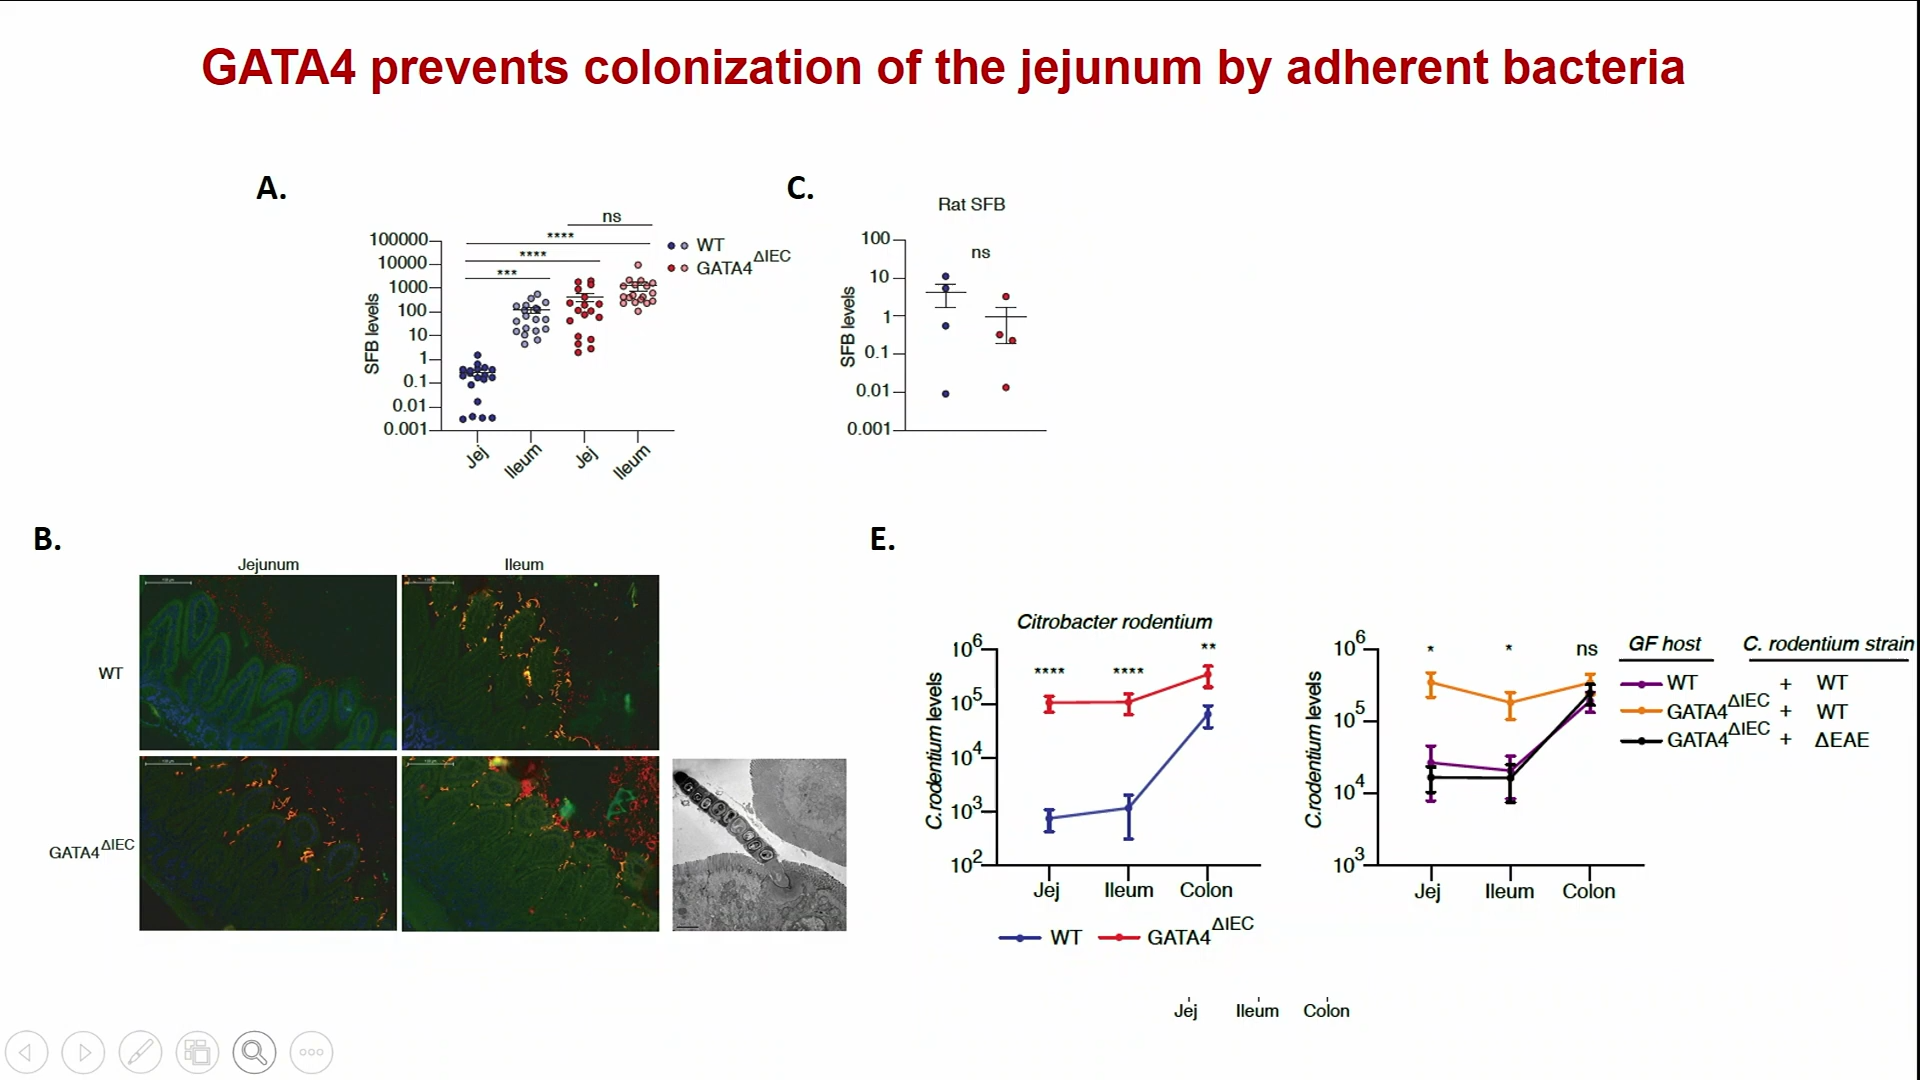 GATA4 prevents colonization of the jejunum by adherent bacteria
A.
ns
****
****
***
100000
10000
1000
100
10
1
0.1
0.01
0.001
SFB levels
Jej
Ileum
Jej
Ileum
WT
GATA4ΔIEC
C.
Rat SFB
ns
100
10
1
0.1
0.01
0.001
SFB levels
B.
Jejunum
Ileum
WT
GATA4ΔIEC
E.
Citrobacter rodentium
**** **** **
10^6
10^5
10^4
10^3
10^2
C.rodentium levels
Jej Ileum Colon
WT GATA4ΔIEC
* * ns
10^6
10^5
10^4
10^3
C.rodentium levels
Jej Ileum Colon
GF host C. rodentium strain
WT + WT
GATA4ΔIEC + WT
GATA4ΔIEC + ΔEAE
Jej Ileum Colon